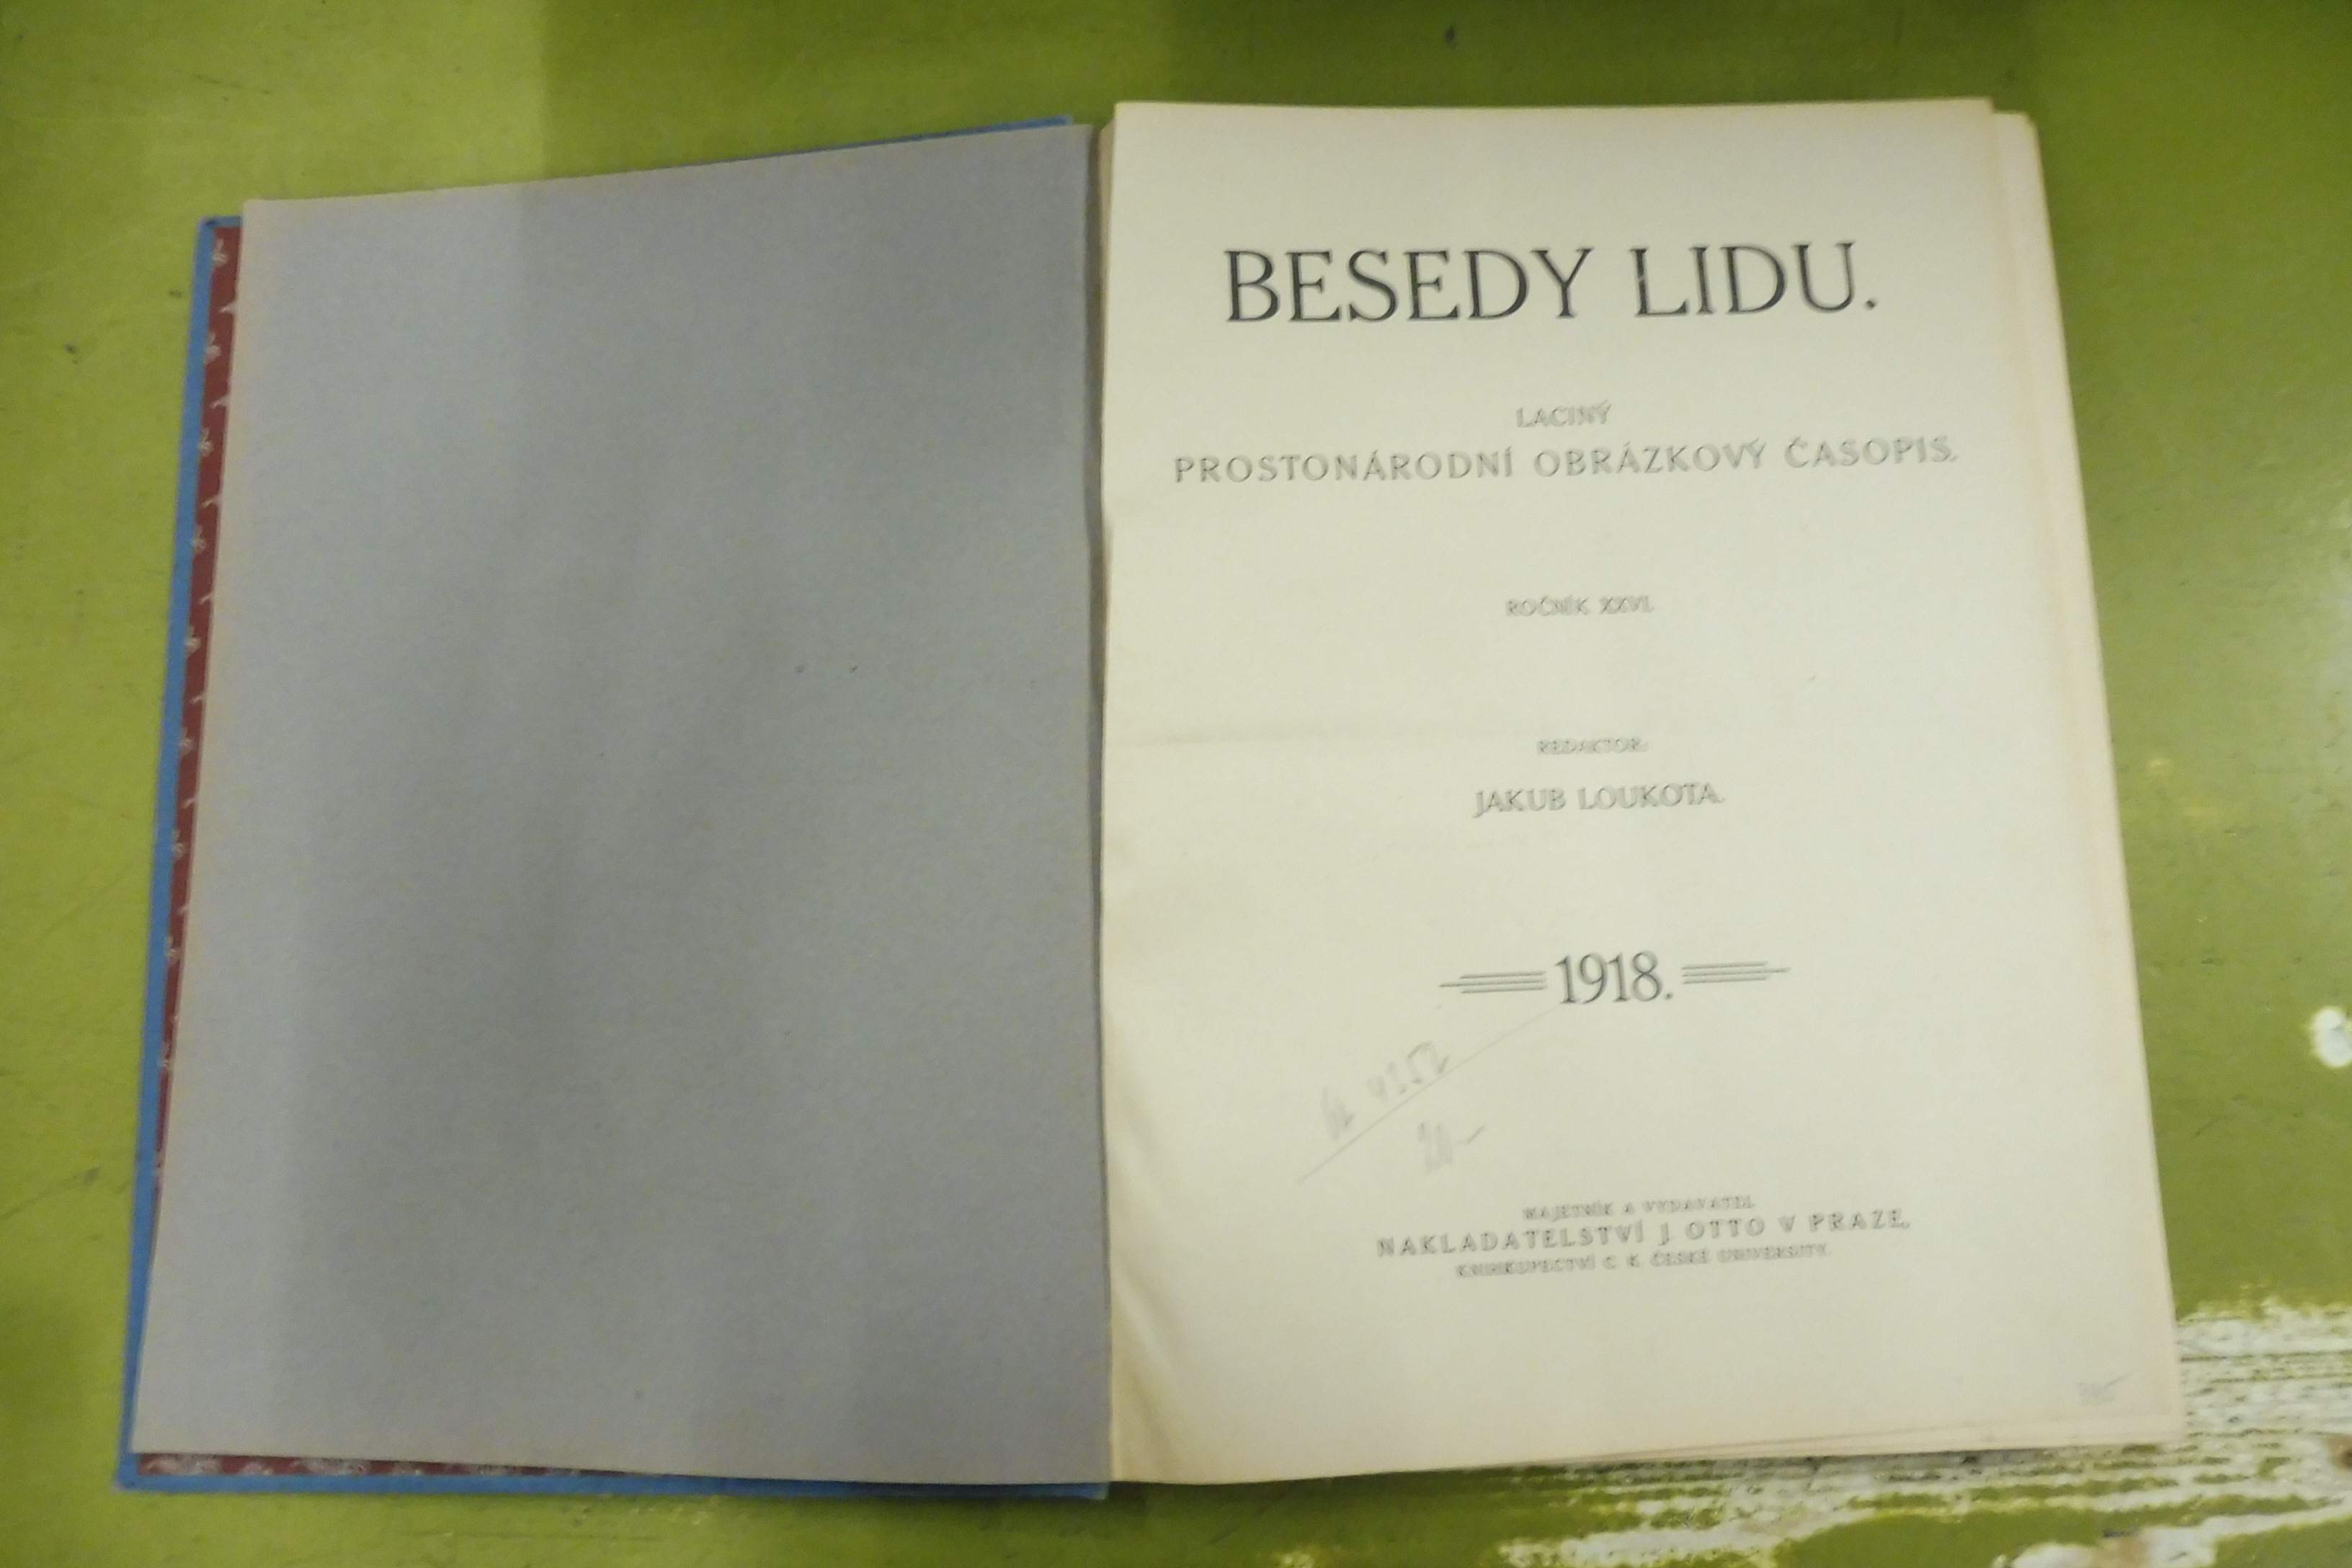 BESEDY LIDU.
LACINÝ
PROSTONÁRODNÍ OBRÁZKOVÝ ČASOPIS.
ROČNÍK XXVI.
REDAKTOR:
JAKUB LOUKOTA.
1918.
MAJETNÍK A VYDAVATEL
NAKLADATELSTVÍ J. OTTO V PRAZE,
KNIHKUPECTVÍ C. K. ČESKÉ UNIVERSITY.